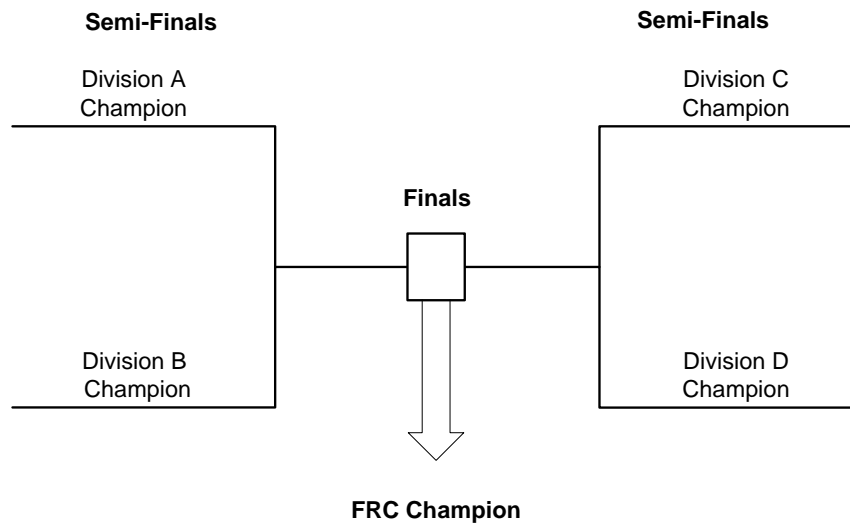 Semi-Finals
Semi-Finals
Division A
Champion
Division C
Champion
Finals
Division B
Champion
Division D
Champion
FRC Champion